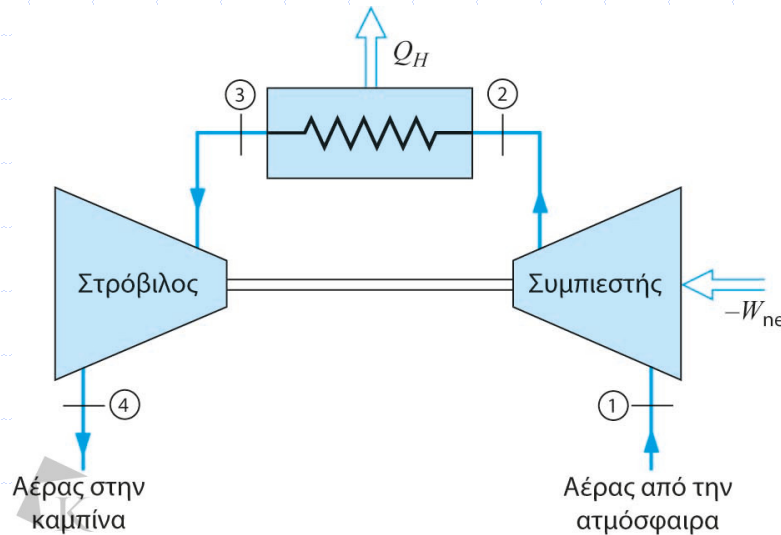 Q_H
3
2
Στρόβιλος
Συμπιεστής
−W_ne
4
1
Αέρας στην
καμπίνα
Αέρας από την
ατμόσφαιρα
K